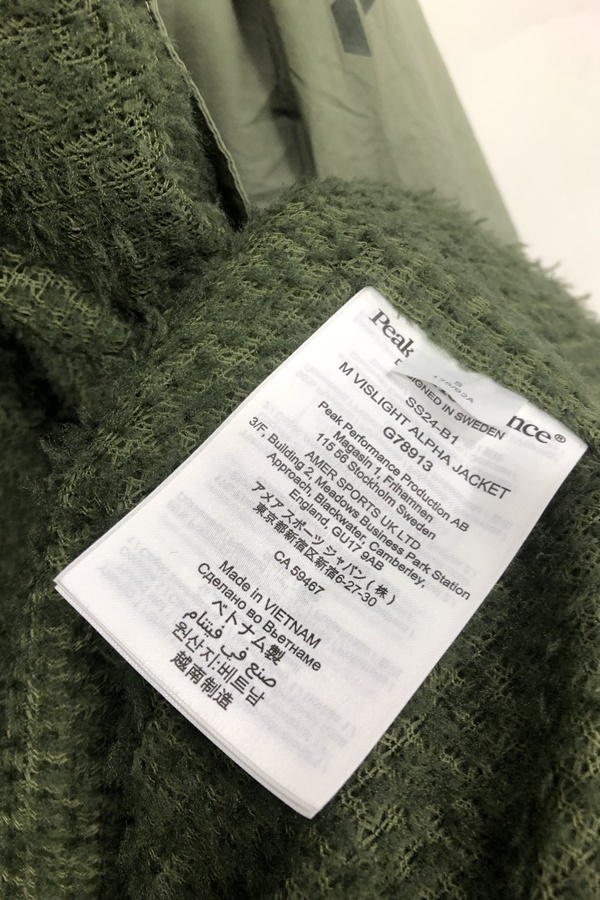 Peak nce®
S
175/92A
DESIGNED IN SWEDEN
SS24-B1
M VISLIGHT ALPHA JACKET
G78913
Peak Performance Production AB
Magasin 1, Frihamnen
115 56 Stockholm Sweden
AMER SPORTS UK LTD
3/F, Building 2, Meadows Business Park Station
Approach, Blackwater, Camberley,
England, GU17 9AB
アメアスポーツジャパン(株)
東京都新宿区新宿6-27-30
CA 59467
Made in VIETNAM
Сделано во Вьетнаме
ベトナム製
صنع في فيتنام
원산지:베트남
越南制造